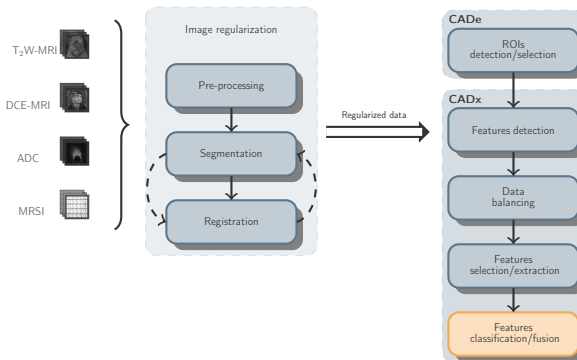 T₂W-MRI
DCE-MRI
ADC
MRSI
Image regularization
Pre-processing
Segmentation
Registration
Regularized data
CADe
ROIs
detection/selection
CADx
Features detection
Data
balancing
Features
selection/extraction
Features
classification/fusion